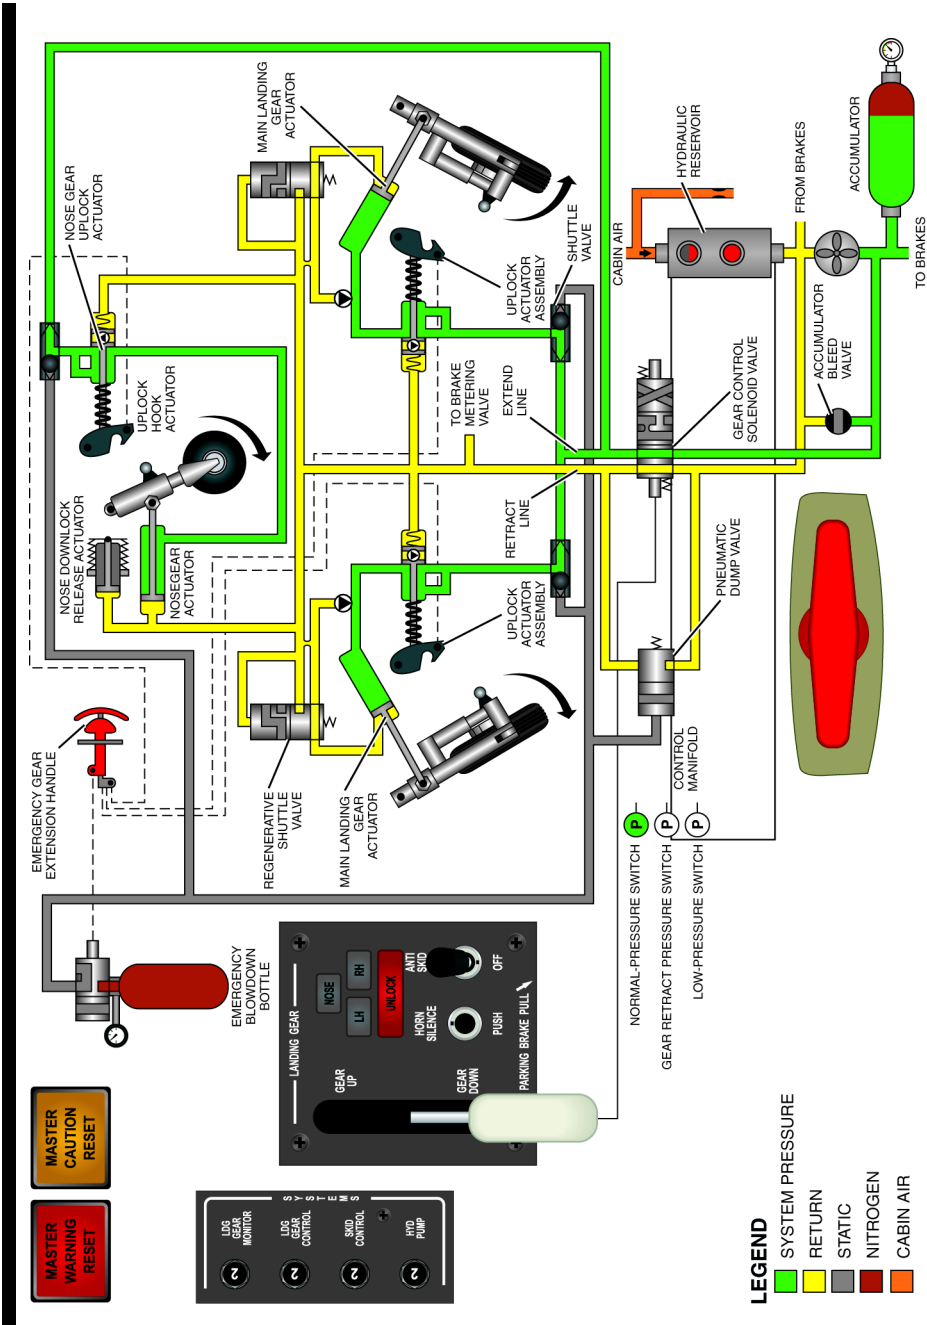 MASTER
WARNING
RESET
MASTER
CAUTION
RESET
EMERGENCY
BLOWDOWN
BOTTLE
EMERGENCY GEAR
EXTENSION HANDLE
NOSE DOWNLOCK
RELEASE ACTUATOR
NOSEGEAR
ACTUATOR
UPLOCK
HOOK
ACTUATOR
NOSE GEAR
UPLOCK
ACTUATOR
LDG
GEAR
MONITOR
2
LDG
GEAR
CONTROL
2
SKID
CONTROL
2
HYD
PUMP
2
SYSTEMS
LANDING GEAR
GEAR
UP
GEAR
DOWN
NOSE
LH
RH
UNLOCK
HORN
SILENCE
PUSH
ANTI
SKID
OFF
PARKING BRAKE PULL
REGENERATIVE
SHUTTLE
VALVE
MAIN LANDING
GEAR
ACTUATOR
MAIN LANDING
GEAR
ACTUATOR
UPLOCK
ACTUATOR
ASSEMBLY
TO BRAKE
METERING
VALVE
RETRACT
LINE
EXTEND
LINE
UPLOCK
ACTUATOR
ASSEMBLY
SHUTTLE
VALVE
CABIN AIR
HYDRAULIC
RESERVOIR
NORMAL-PRESSURE SWITCH
P
GEAR RETRACT PRESSURE SWITCH
P
LOW-PRESSURE SWITCH
P
CONTROL
MANIFOLD
PNEUMATIC
DUMP VALVE
GEAR CONTROL
SOLENOID VALVE
ACCUMULATOR
BLEED
VALVE
FROM BRAKES
ACCUMULATOR
TO BRAKES
LEGEND
SYSTEM PRESSURE
RETURN
STATIC
NITROGEN
CABIN AIR